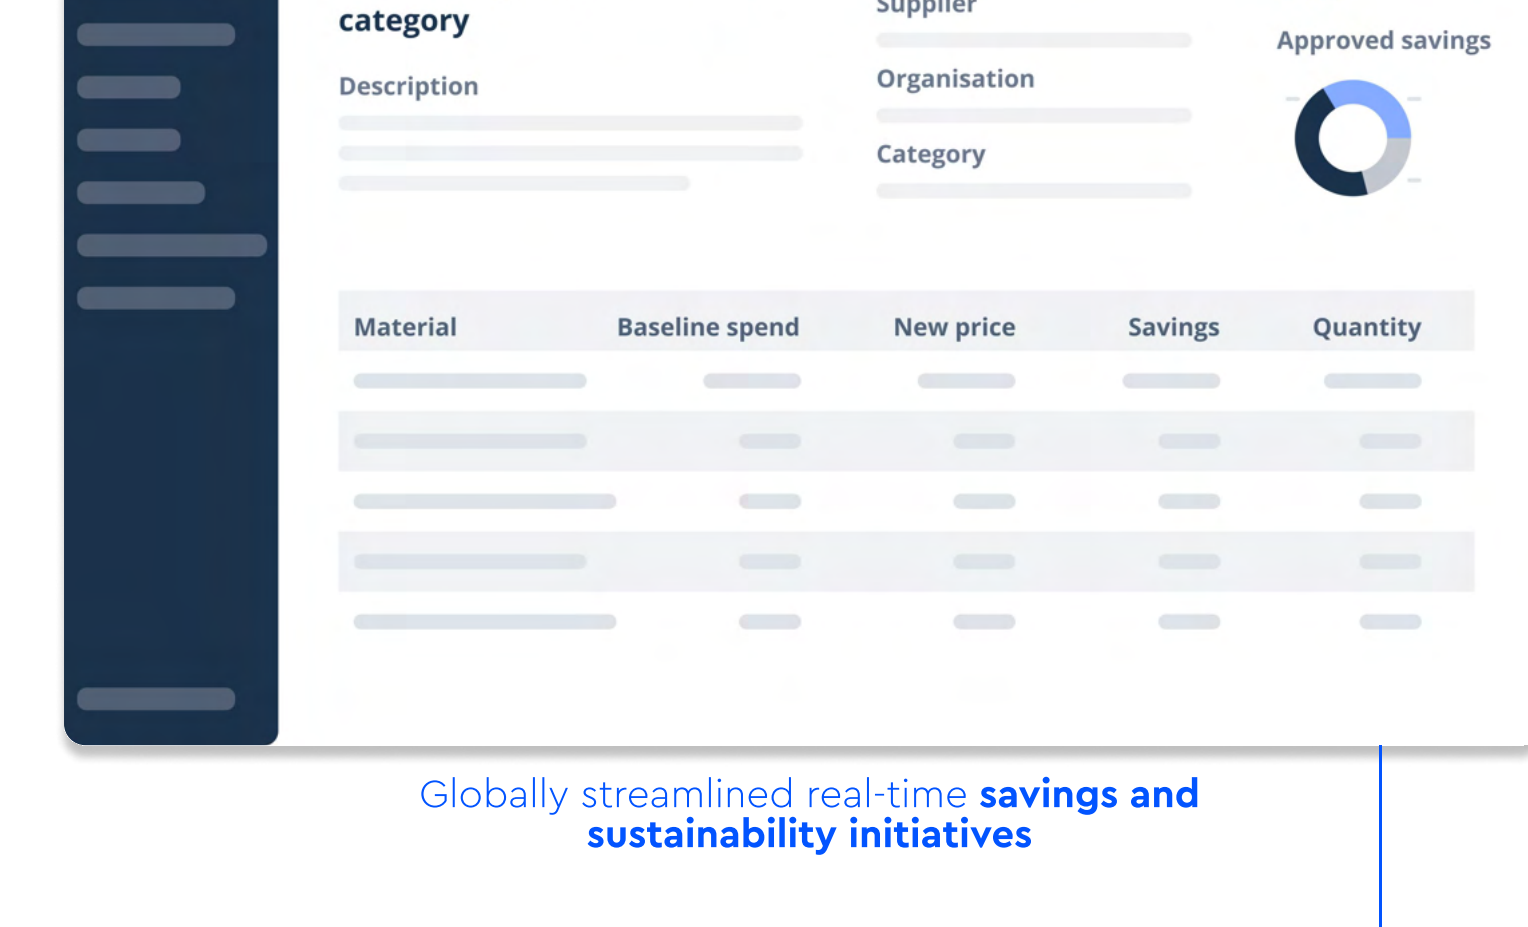 category
Description
Supplier
Organisation
Category
Approved savings
Material Baseline spend New price Savings Quantity
Globally streamlined real-time savings and
sustainability initiatives